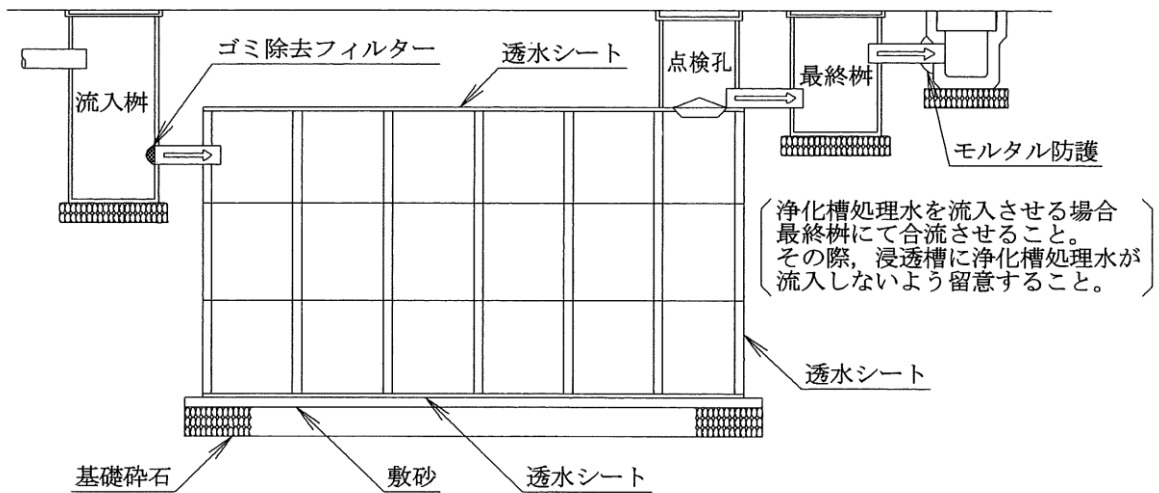 ゴミ除去フィルター
透水シート
点検孔
最終桝
流入桝
モルタル防護
浄化槽処理水を流入させる場合
最終桝にて合流させること。
その際，浸透槽に浄化槽処理水が
流入しないよう留意すること。
透水シート
基礎砕石
敷砂
透水シート